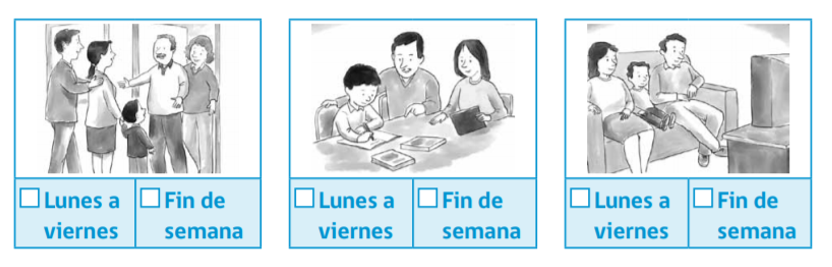 Lunes a
viernes
Fin de
semana
Lunes a
viernes
Fin de
semana
Lunes a
viernes
Fin de
semana